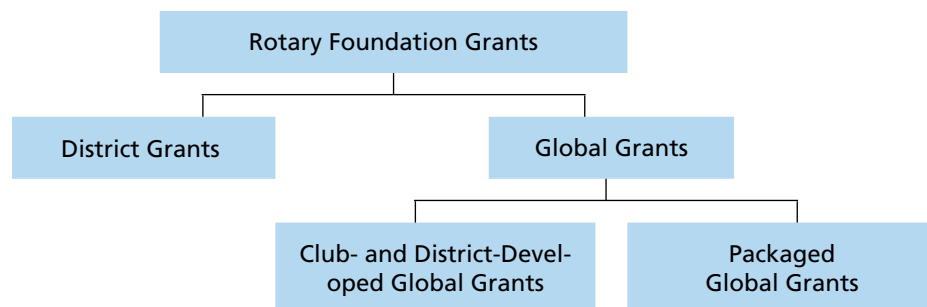 Rotary Foundation Grants
District Grants
Global Grants
Club- and District-Devel-
oped Global Grants
Packaged
Global Grants